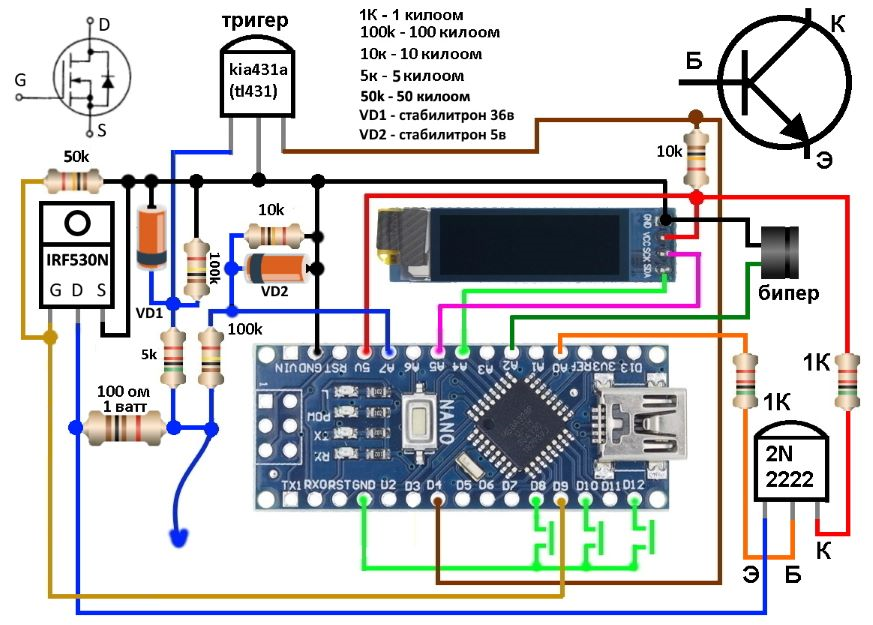 D
G
S
тригер
kia431a
(tl431)
1K - 1 килоом
100k - 100 килоом
10к - 10 килоом
5к - 5 килоом
50k - 50 килоом
VD1 - стабилитрон 36в
VD2 - стабилитрон 5в
К
Б
Э
50k
10k
IRF530N
G D S
VD1
100k
10k
VD2
100k
5k
100 ом
1 ватт
GND VCC SCK SDA
бипер
VIN GND RST 5V A7 A6 A5 A4 A3 A2 A1 A0 REF 3V3 D13
1
L
POW
TX
RX
NANO
TX1 RX0 RST GND D2 D3 D4 D5 D6 D7 D8 D9 D10 D11 D12
1K
1K
2N
2222
Э Б К